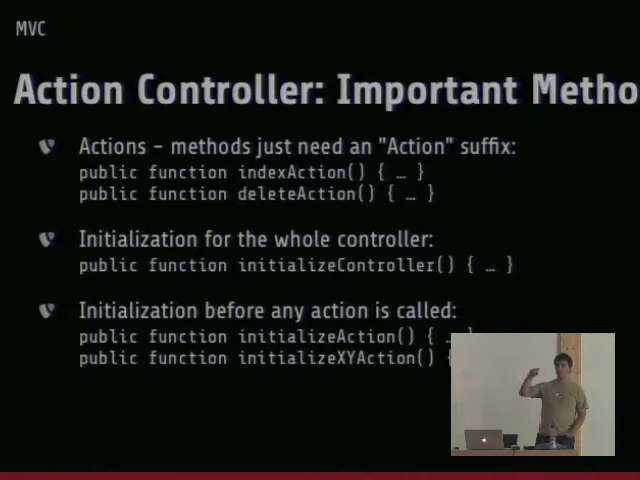 MVC
Action Controller: Important Metho
Actions - methods just need an "Action" suffix:
public function indexAction() { … }
public function deleteAction() { … }
Initialization for the whole controller:
public function initializeController() { … }
Initialization before any action is called:
public function initializeAction() { … }
public function initializeXYAction() {